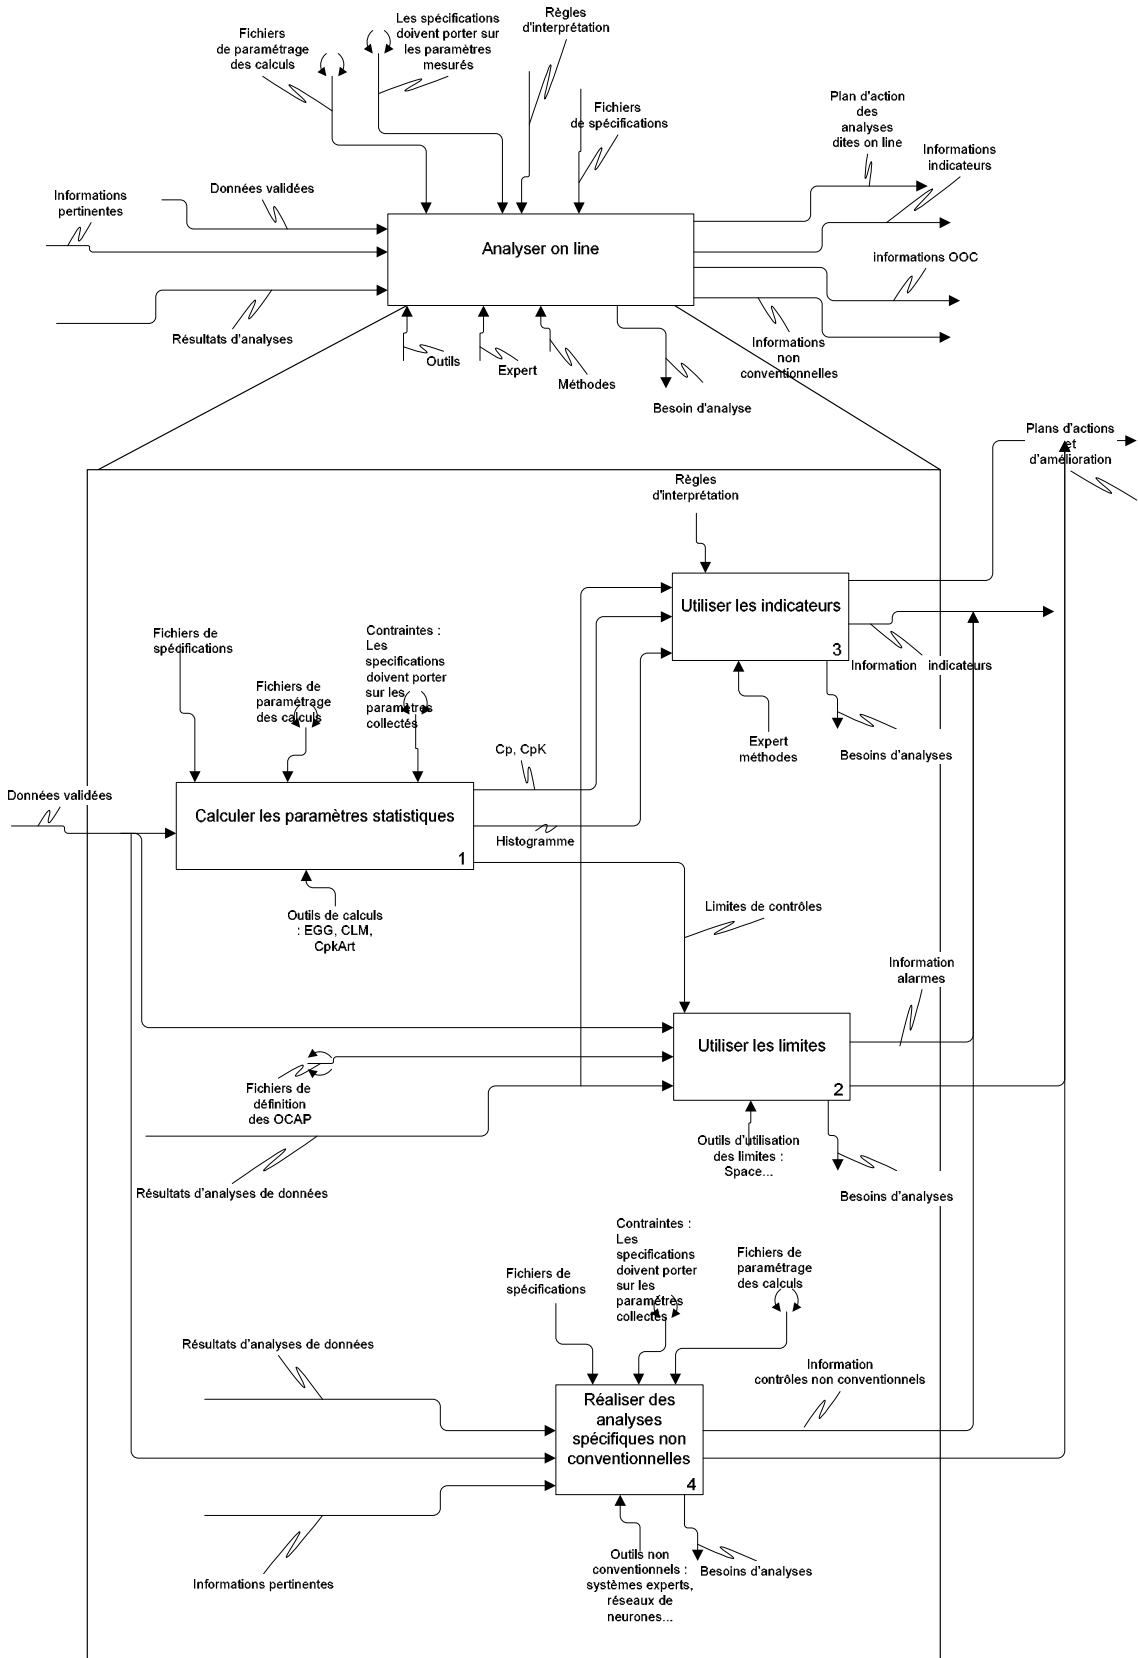 Fichiers
de paramétrage
des calculs
Les spécifications
doivent porter sur
les paramètres
mesurés
Règles
d'interprétation
Fichiers
de spécifications
Plan d'action
des
analyses
dites on line
Informations
indicateurs
Informations
pertinentes
Données validées
Analyser on line
informations OOC
Résultats d'analyses
Outils
Expert
Méthodes
Besoin d'analyse
Informations
non
conventionnelles
Plans d'actions
et
d'amélioration
Règles
d'interprétation
Utiliser les indicateurs
3
Information indicateurs
Fichiers de
spécifications
Fichiers de
paramétrage
des calculs
Contraintes :
Les
specifications
doivent porter
sur les
paramètres
collectés
Cp, CpK
Expert
méthodes
Besoins d'analyses
Données validées
Calculer les paramètres statistiques
1
Histogramme
Outils de calculs
: EGG, CLM,
CpkArt
Limites de contrôles
Information
alarmes
Utiliser les limites
2
Fichiers de
définition
des OCAP
Outils d'utilisation
des limites :
Space...
Résultats d'analyses de données
Besoins d'analyses
Contraintes :
Les
specifications
doivent porter
sur les
paramètres
collectés
Fichiers de
spécifications
Fichiers de
paramétrage
des calculs
Résultats d'analyses de données
Information
contrôles non conventionnels
Réaliser des
analyses
spécifiques non
conventionnelles
4
Informations pertinentes
Outils non
conventionnels :
systèmes experts,
réseaux de
neurones...
Besoins d'analyses